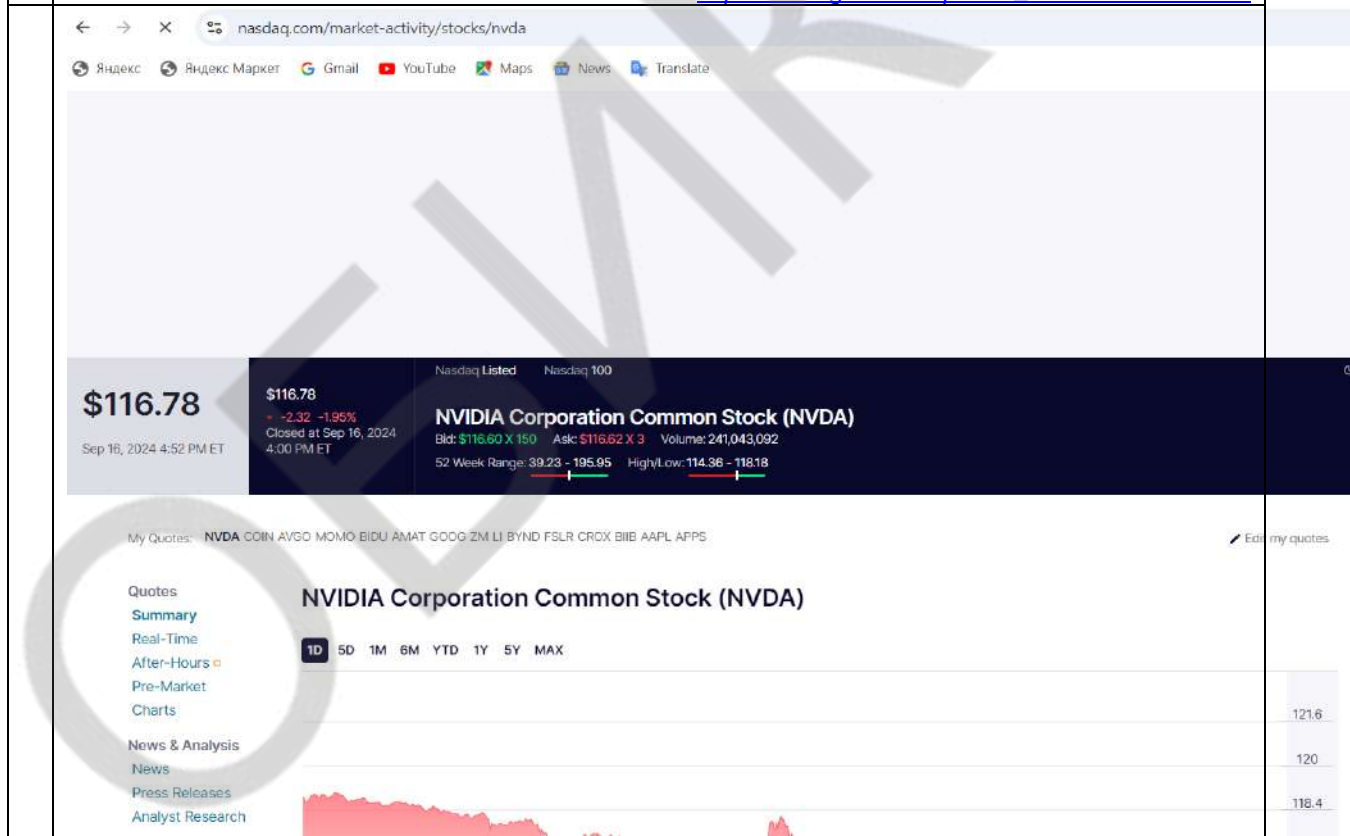 nasdaq.com/market-activity/stocks/nvda
Яндекс Яндекс Маркет Gmail YouTube Maps News Translate
Nasdaq Listed Nasdaq 100
$116.78
$116.78
-2.32 -1.95%
Closed at Sep 16, 2024
4:00 PM ET
Sep 16, 2024 4:52 PM ET
NVIDIA Corporation Common Stock (NVDA)
Bid: $116.60 X 150 Ask: $116.62 X 3 Volume: 241,043,092
52 Week Range: 39.23 - 195.95 High/Low: 114.36 - 118.18
My Quotes: NVDA COIN AVGO MOMO BIDU AMAT GOOG ZM LI BYND FSLR CROX BIIB AAPL APPS
Edit my quotes
Quotes
Summary
Real-Time
After-Hours
Pre-Market
Charts
News & Analysis
News
Press Releases
Analyst Research
NVIDIA Corporation Common Stock (NVDA)
1D 5D 1M 6M YTD 1Y 5Y MAX
121.6
120
118.4